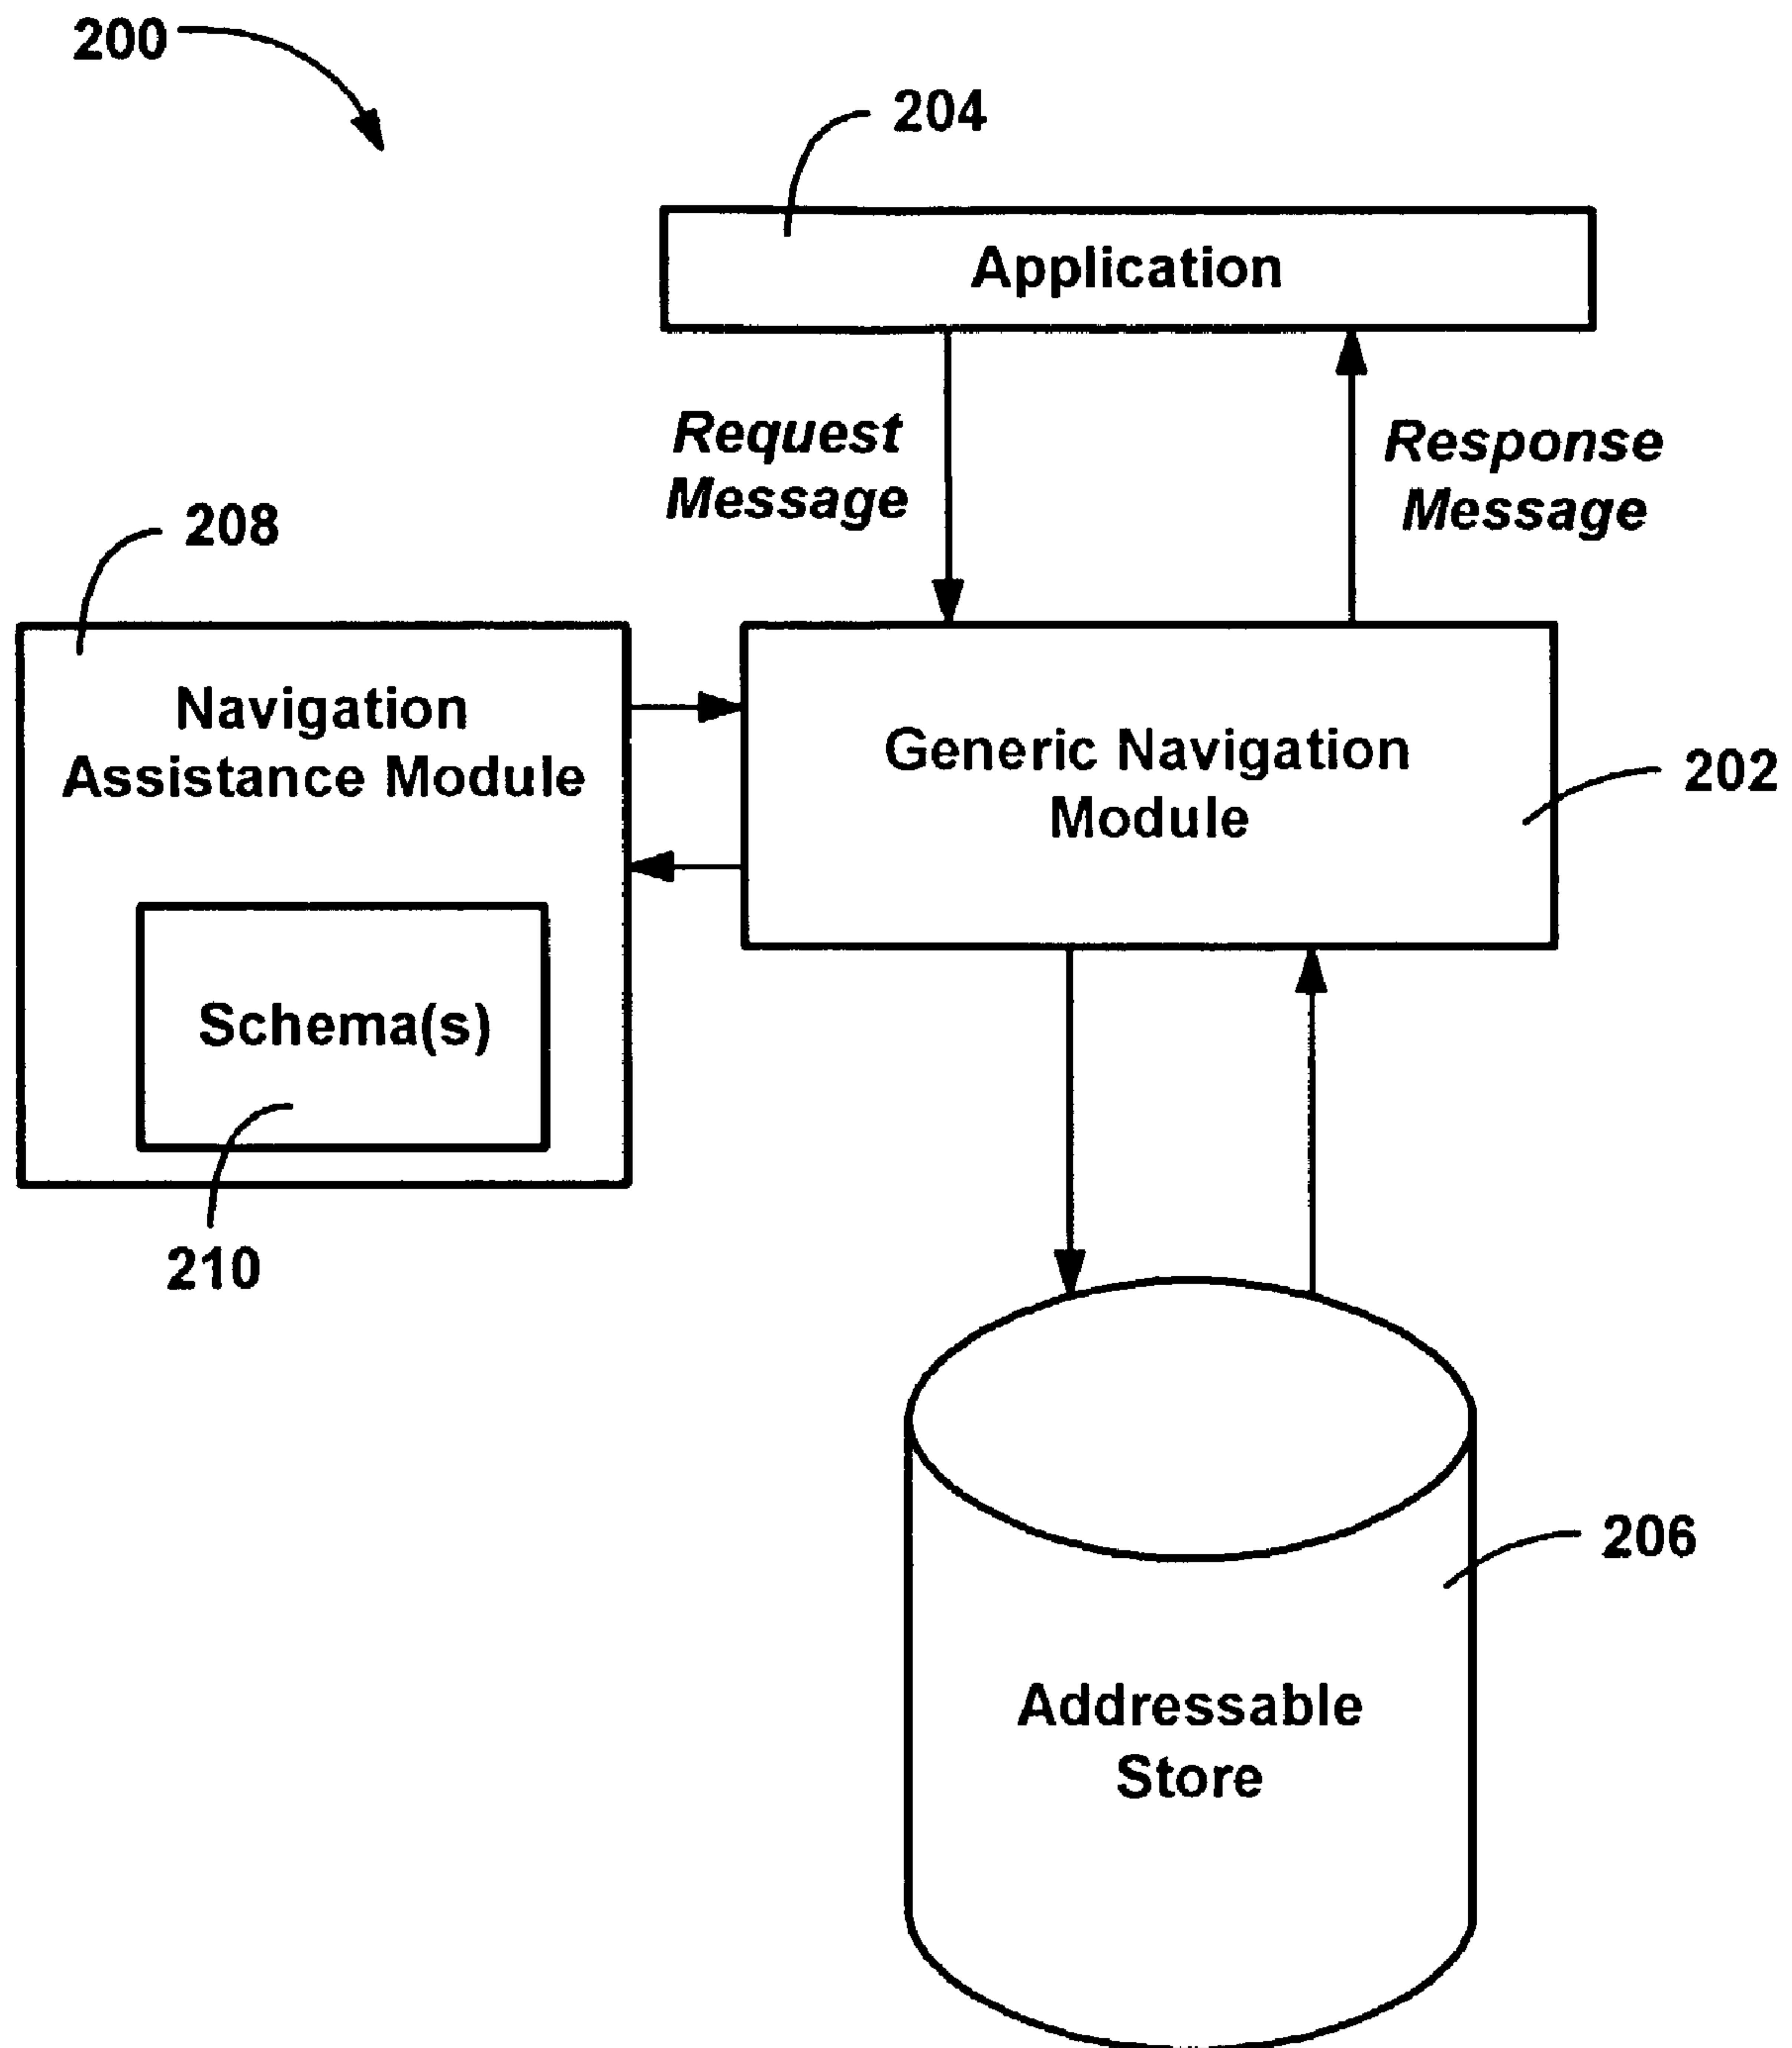 200
204
Application
Request
Message
Response
Message
208
Navigation
Assistance Module
Generic Navigation
Module
202
Schema(s)
210
206
Addressable
Store